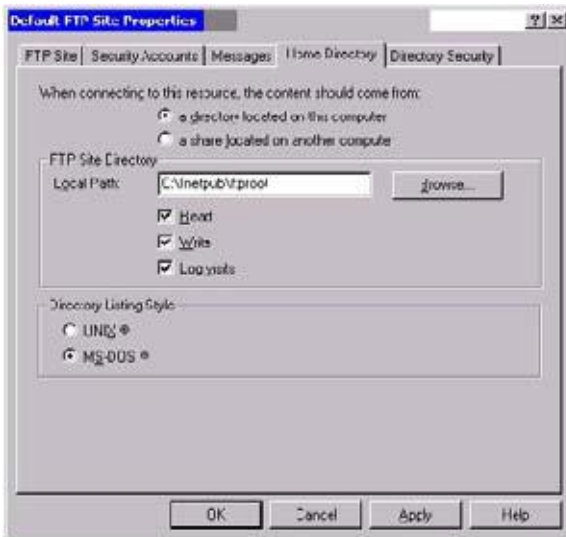 Default FTP Site Properties
FTP Site Security Accounts Messages Home Directory Directory Security
When connecting to this resource, the content should come from:
a directory located on this computer
a share located on another computer
FTP Site Directory
Local Path: C:\Inetpub\ftproot Browse...
Read
Write
Log visits
Directory Listing Style
UNIX ®
MS-DOS ®
OK Cancel Apply Help